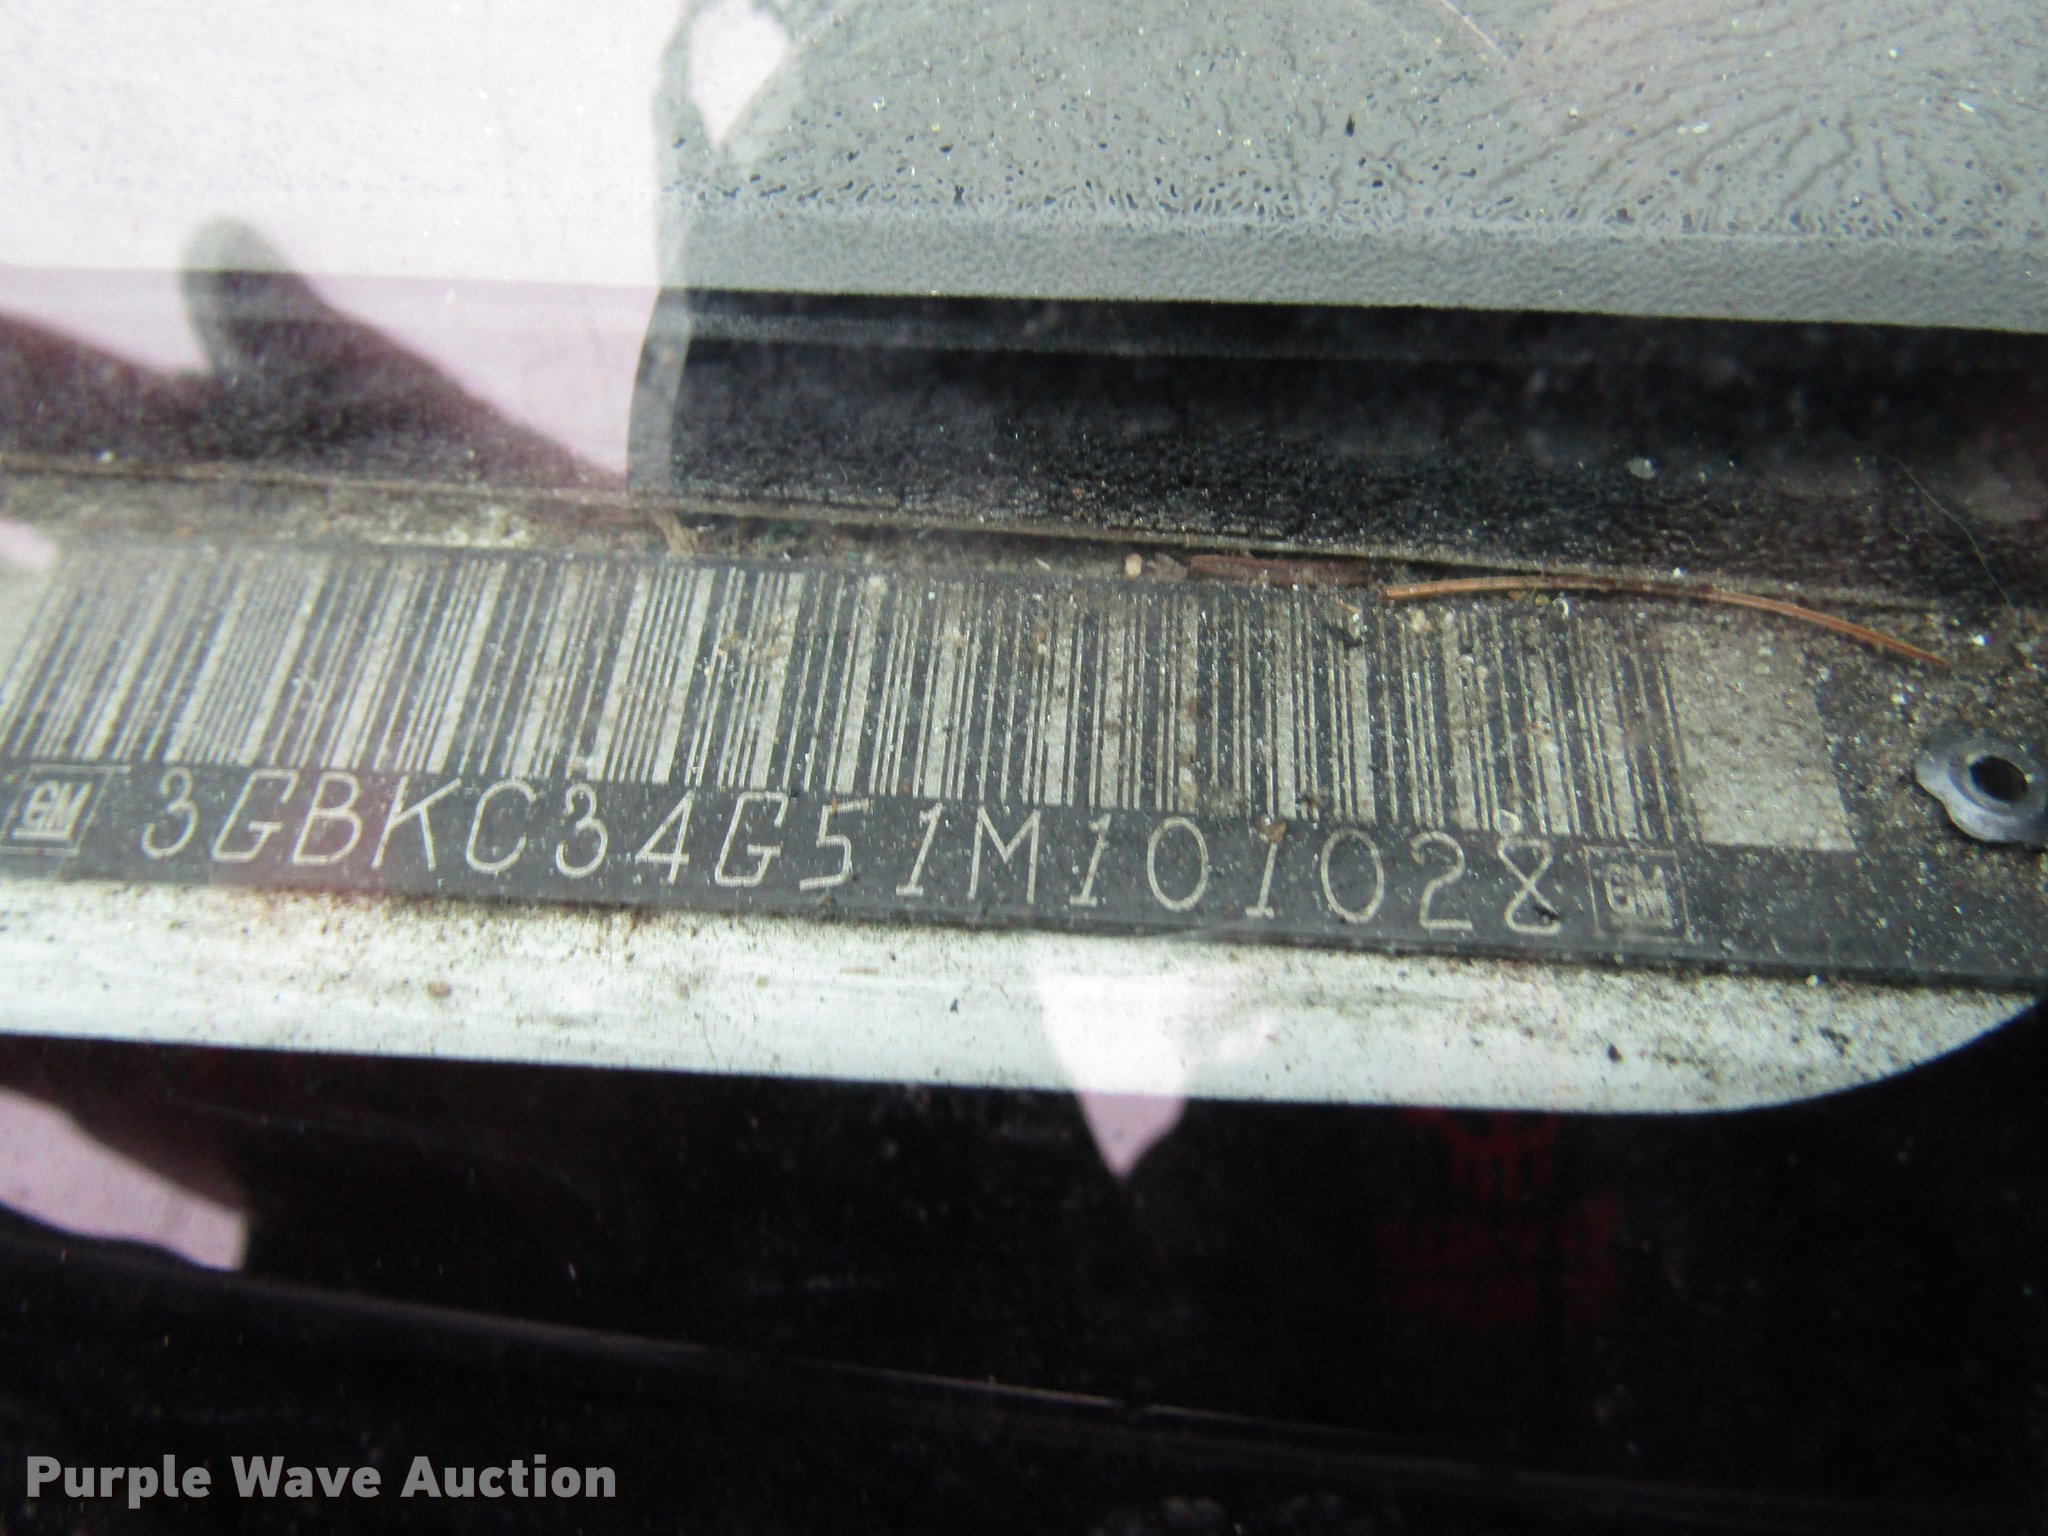 GM 3GBKC34G51M101028 GM
Purple Wave Auction